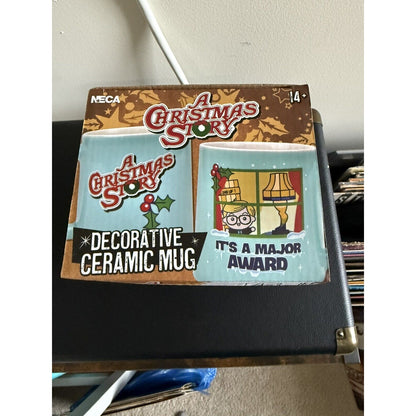 NECA
14+
A
CHRISTMAS
STORY
A
CHRISTMAS
STORY
DECORATIVE
CERAMIC MUG
IT'S A MAJOR
AWARD